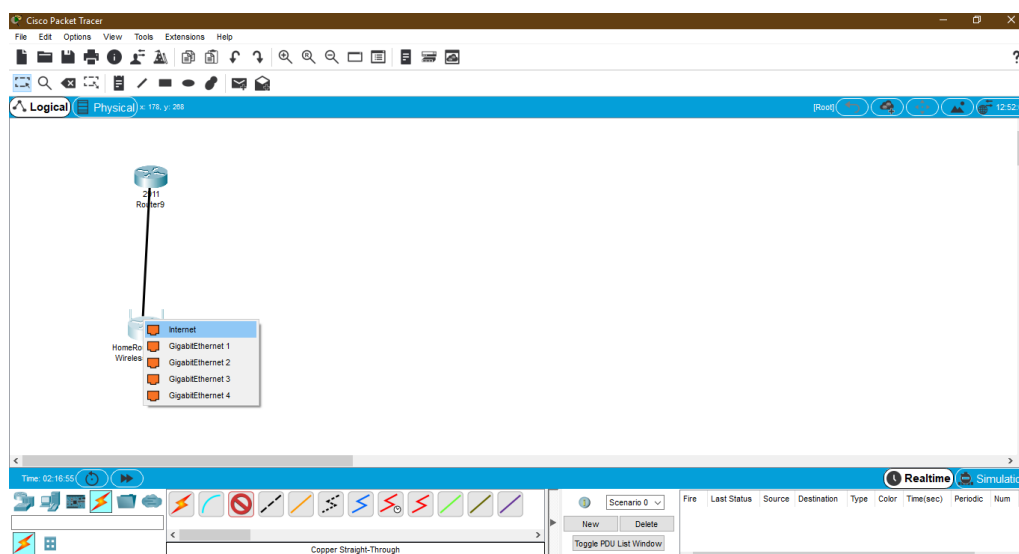 Cisco Packet Tracer
File Edit Options View Tools Extensions Help
?
Logical Physical x: 178, y: 268 [Root] 12:52
2911
Router9
Internet
HomeRo GigabitEthernet 1
Wireles GigabitEthernet 2
GigabitEthernet 3
GigabitEthernet 4
Time: 02:16:55 Realtime Simulatio
Scenario 0 Fire Last Status Source Destination Type Color Time(sec) Periodic Num
New Delete
Toggle PDU List Window
Copper Straight-Through